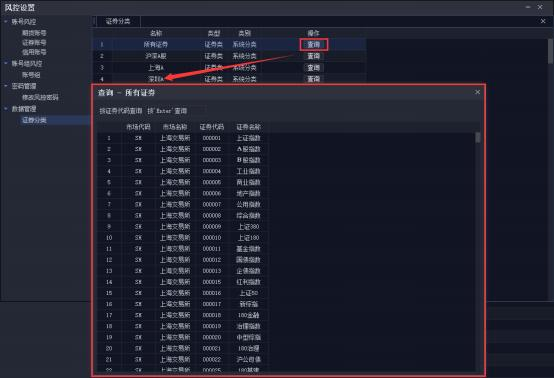 风控设置
账号风控
期货账号
证券账号
信用账号
账号组风控
账号组
密码管理
修改风控密码
数据管理
证券分类
证券分类
名称 类型 类别 操作
1 所有证券 证券类 系统分类 查询
2 沪深A股 证券类 系统分类 查询
3 上海A 证券类 系统分类 查询
4 深圳A 证券类 系统分类 查询
查询 - 所有证券
按证券代码查询 按'Enter'查询
市场代码 市场名称 证券代码 证券名称
1 SH 上海交易所 000001 上证指数
2 SH 上海交易所 000002 A股指数
3 SH 上海交易所 000003 B股指数
4 SH 上海交易所 000004 工业指数
5 SH 上海交易所 000005 商业指数
6 SH 上海交易所 000006 地产指数
7 SH 上海交易所 000007 公用指数
8 SH 上海交易所 000008 综合指数
9 SH 上海交易所 000009 上证380
10 SH 上海交易所 000010 上证180
11 SH 上海交易所 000011 基金指数
12 SH 上海交易所 000012 国债指数
13 SH 上海交易所 000013 企债指数
14 SH 上海交易所 000015 红利指数
15 SH 上海交易所 000016 上证50
16 SH 上海交易所 000017 新综指
17 SH 上海交易所 000018 180金融
18 SH 上海交易所 000019 治理指数
19 SH 上海交易所 000020 中型综指
20 SH 上海交易所 000021 180治理
21 SH 上海交易所 000022 沪公司债
22 SH 上海交易所 000025 180基建